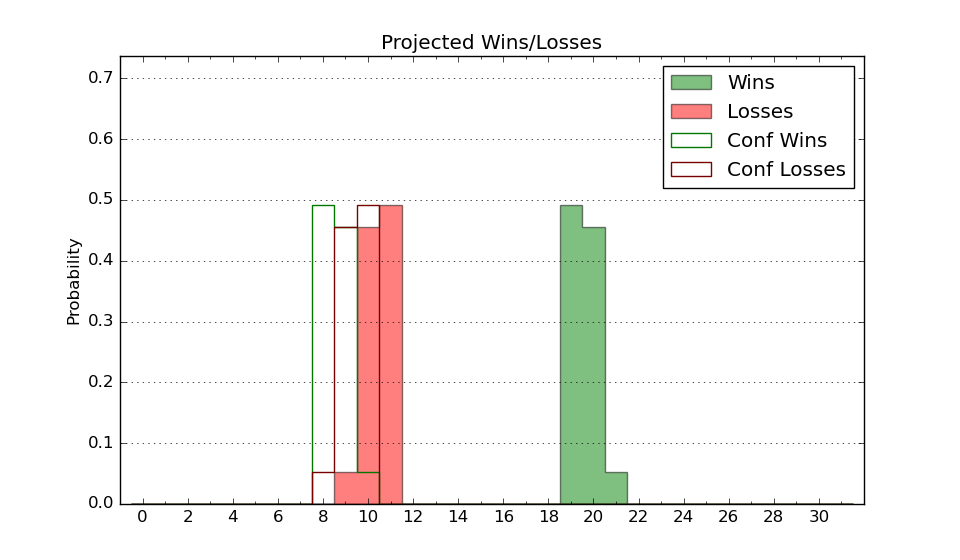 Projected Wins/Losses
Wins
Losses
Conf Wins
Conf Losses
Probability
0.7
0.6
0.5
0.4
0.3
0.2
0.1
0.0
0 2 4 6 8 10 12 14 16 18 20 22 24 26 28 30